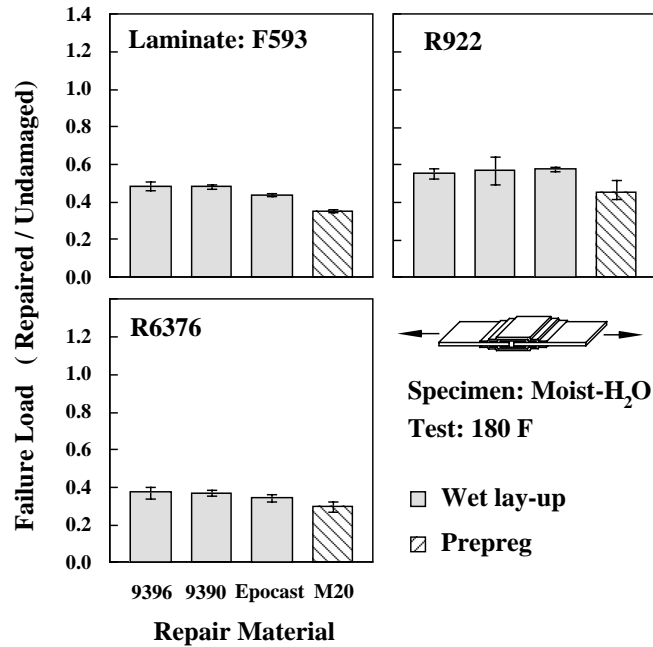 Failure Load ( Repaired / Undamaged)
1.4
1.2
1.0
0.8
0.6
0.4
0.2
0.0
Laminate: F593
R922
1.2
1.0
0.8
0.6
0.4
0.2
0.0
R6376
9396 9390 Epocast M20
Repair Material
Specimen: Moist-H₂O
Test: 180 F
Wet lay-up
Prepreg